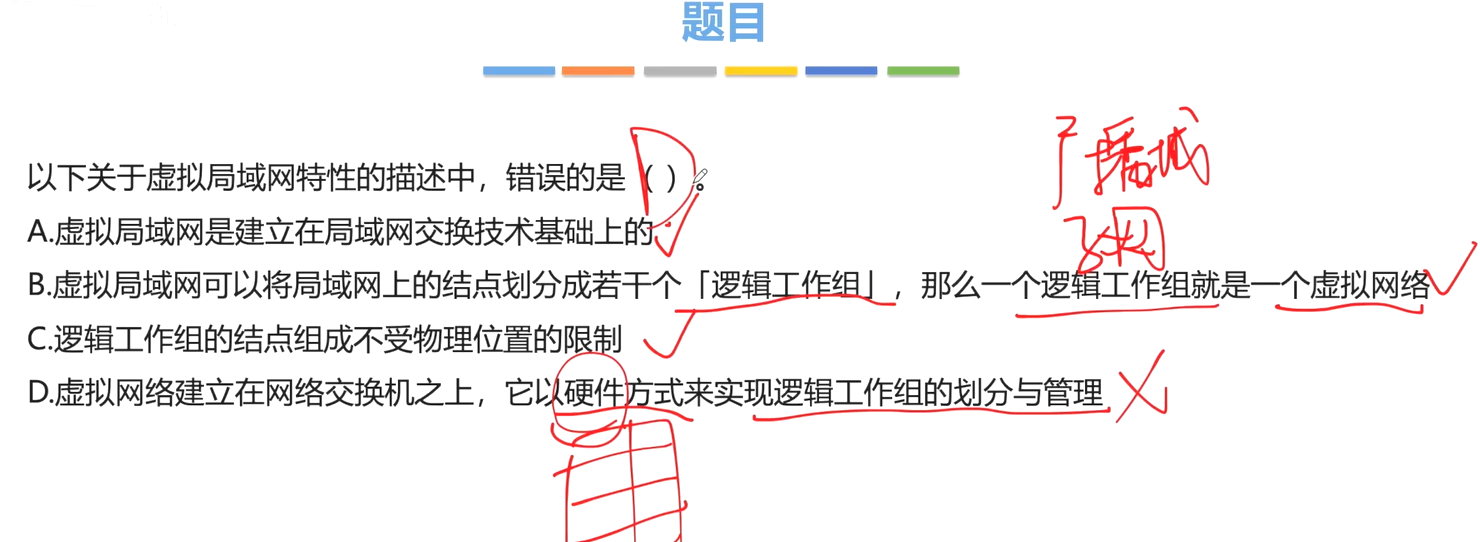 题目
以下关于虚拟局域网特性的描述中，错误的是（ ）。
D
A.虚拟局域网是建立在局域网交换技术基础上的
广播域
子网
B.虚拟局域网可以将局域网上的结点划分成若干个「逻辑工作组」，那么一个逻辑工作组就是一个虚拟网络
C.逻辑工作组的结点组成不受物理位置的限制
D.虚拟网络建立在网络交换机之上，它以硬件方式来实现逻辑工作组的划分与管理